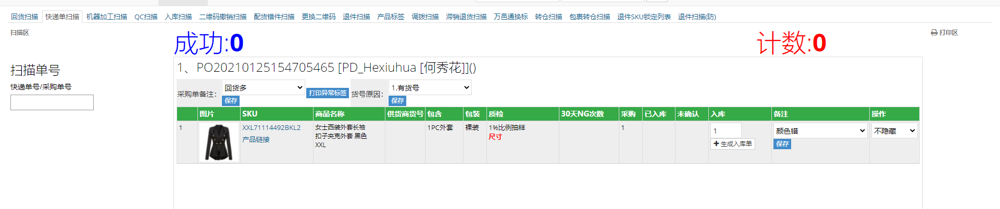 回货扫描 快递单扫描 机器加工扫描 QC扫描 入库扫描 二维码撤销扫描 配货错件扫描 更换二维码 退件扫描 产品标签 调拨扫描 滞销退货扫描 万邑通换标 转仓扫描 包裹转仓扫描 退件SKU锁定列表 退件扫描(防)
扫描区
成功:0
计数:0
打印区
扫描单号
快递单号/采购单号
1、PO20210125154705465 [PD_Hexiuhua [何秀花]]()
采购单备注: 回货多 保存 打印异常标签 货号原因: 1.有货号 保存
图片 SKU 商品名称 供货商货号 包含 包装 质检 30天NG次数 采购 已入库 未确认 入库 备注 操作
1 XXL71114492BKL2 女士西装外套长袖 1PC外套 裸装 1%比例抽样 1 1 颜色错 不隐藏
产品链接 扣子夹克外套 黑色 尺寸 生成入库单 保存
XXL